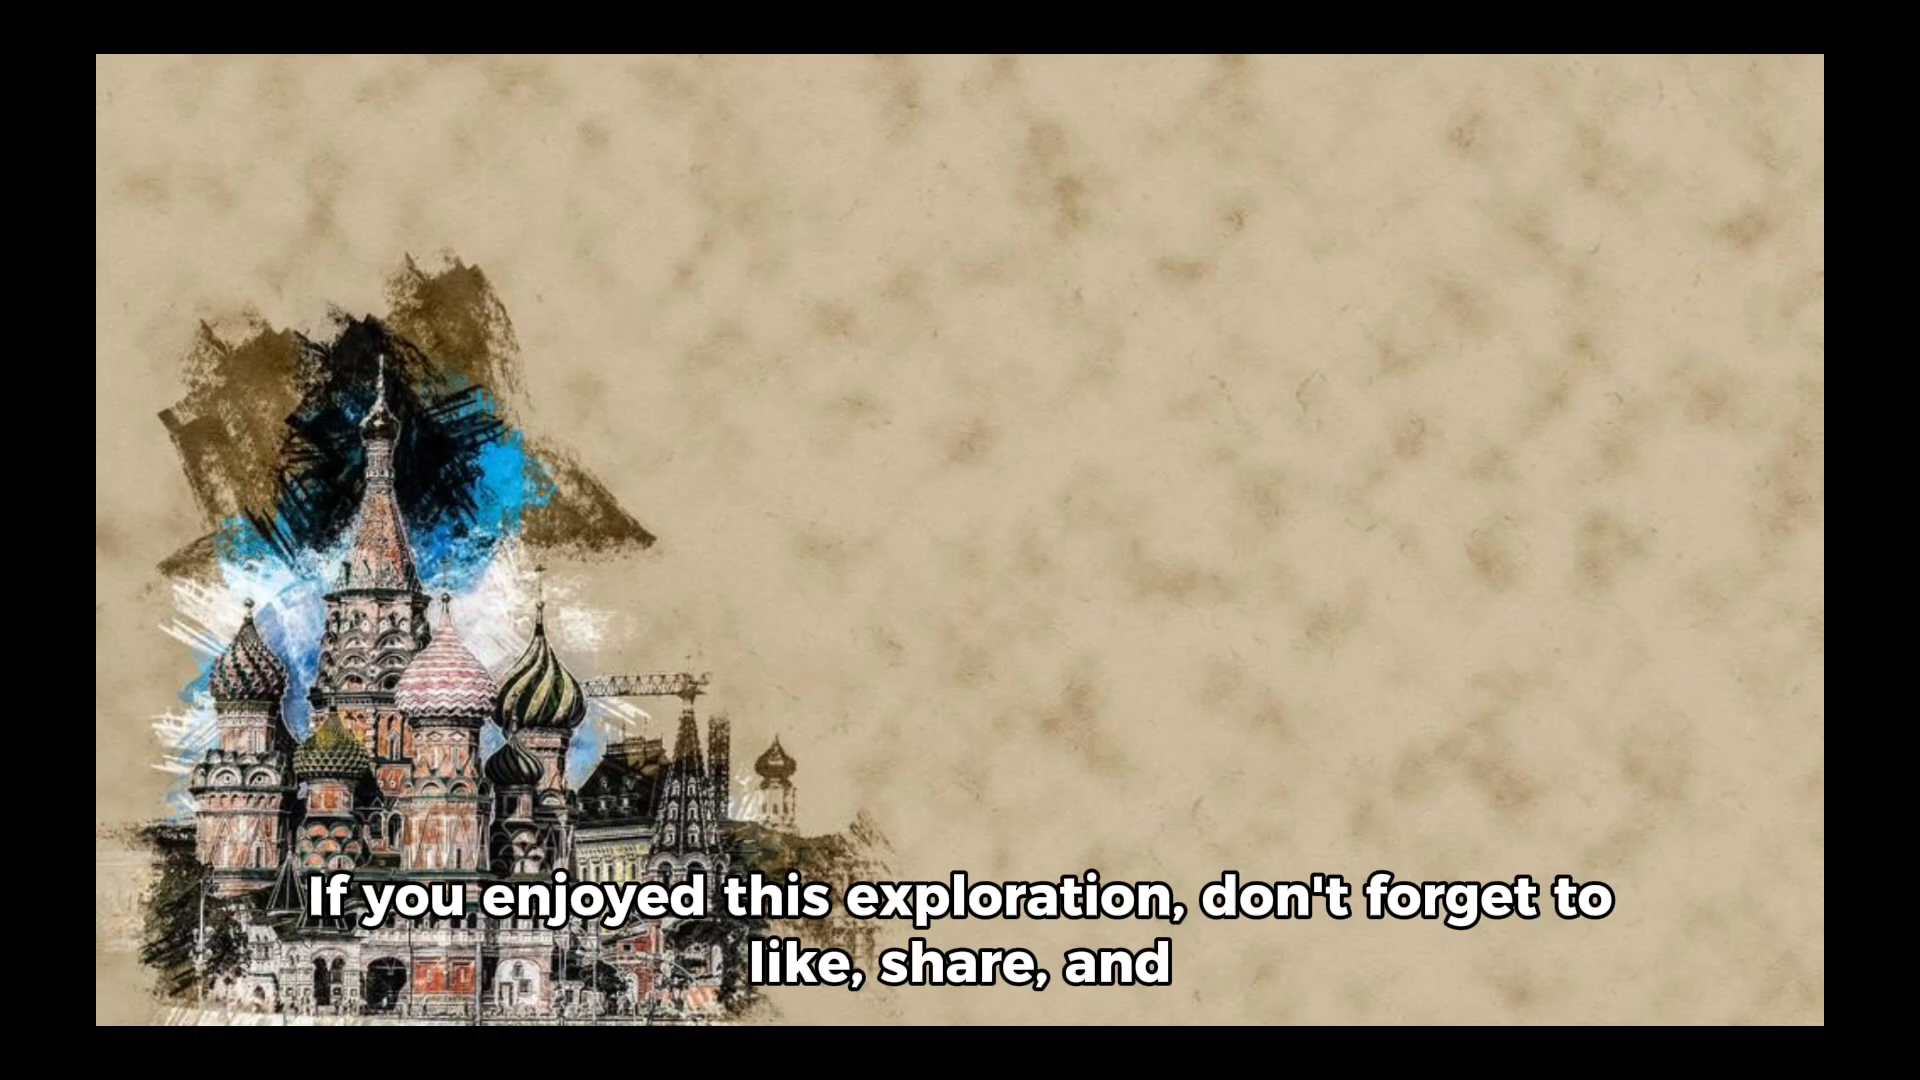 If you enjoyed this exploration, don't forget to
like, share, and